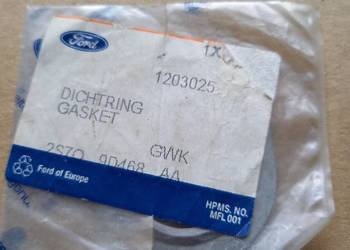 Ford
1X
1203025
DICHTRING
GASKET
GWK
2S7Q 9D468 AA
Ford of Europe
HPMS. NO.
MFL 001